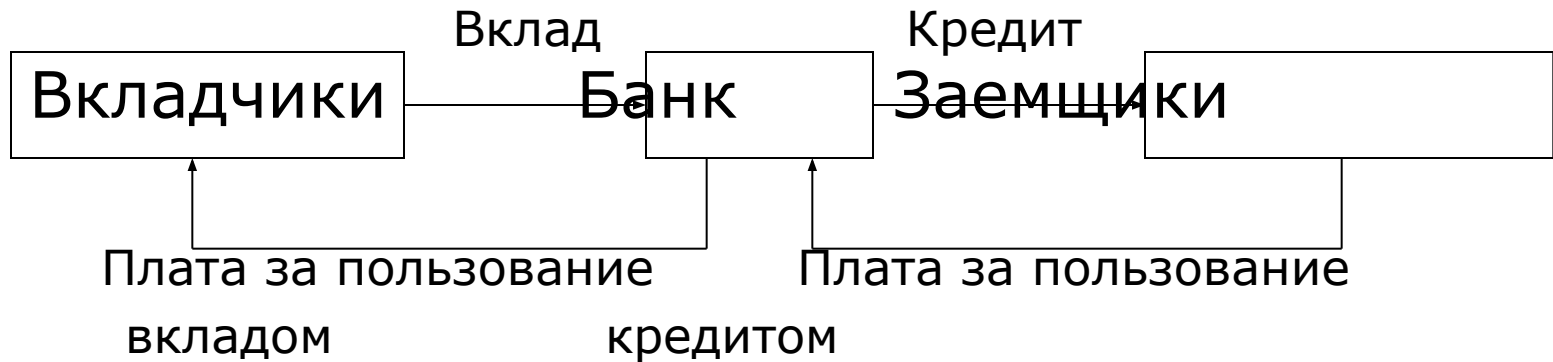 Вклад Кредит
Вкладчики Банк Заемщики
Плата за пользование Плата за пользование
вкладом кредитом